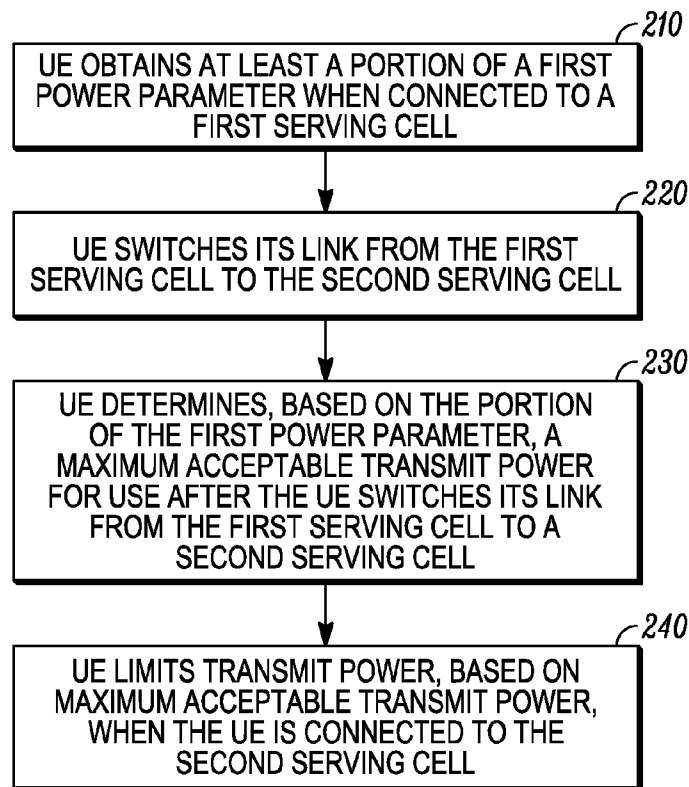 210
UE OBTAINS AT LEAST A PORTION OF A FIRST
POWER PARAMETER WHEN CONNECTED TO A
FIRST SERVING CELL
220
UE SWITCHES ITS LINK FROM THE FIRST
SERVING CELL TO THE SECOND SERVING CELL
230
UE DETERMINES, BASED ON THE PORTION
OF THE FIRST POWER PARAMETER, A
MAXIMUM ACCEPTABLE TRANSMIT POWER
FOR USE AFTER THE UE SWITCHES ITS LINK
FROM THE FIRST SERVING CELL TO A
SECOND SERVING CELL
240
UE LIMITS TRANSMIT POWER, BASED ON
MAXIMUM ACCEPTABLE TRANSMIT POWER,
WHEN THE UE IS CONNECTED TO THE
SECOND SERVING CELL